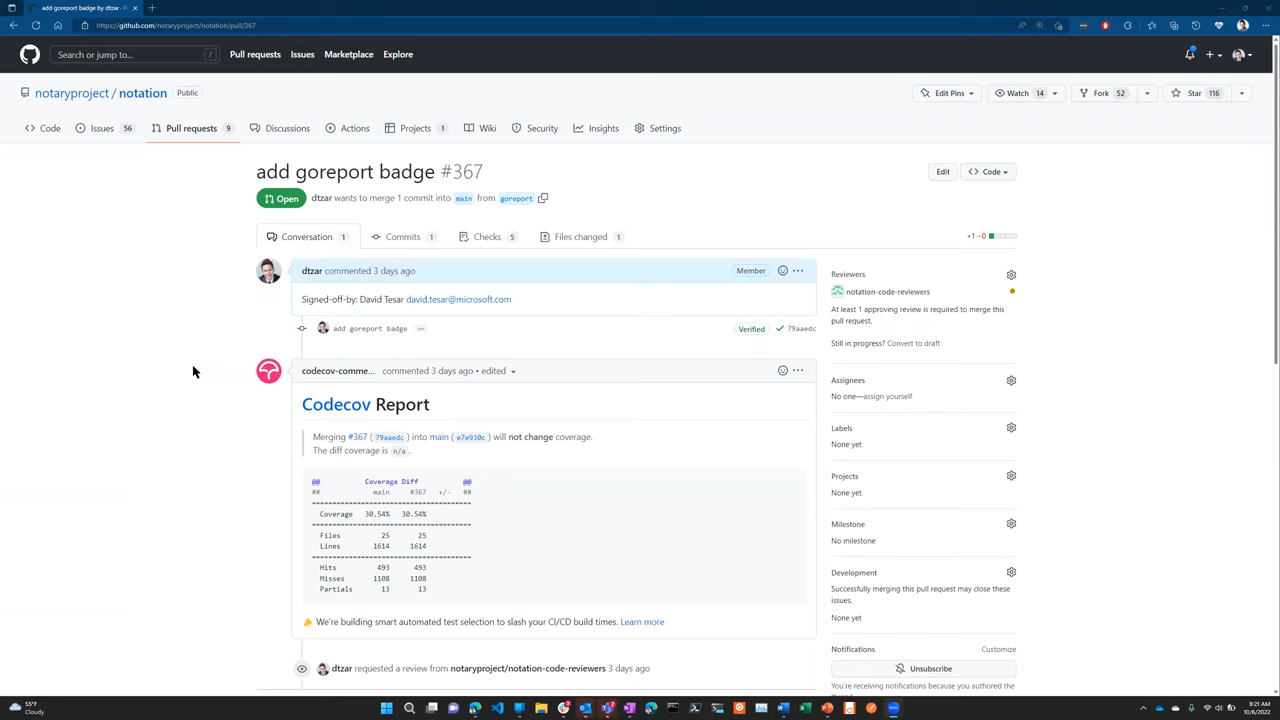 add goreport badge by dtzar · P
https://github.com/notaryproject/notation/pull/367
Search or jump to...
/
Pull requests
Issues
Marketplace
Explore
notaryproject / notation
Public
Edit Pins
Watch 14
Fork 52
Star 116
Code
Issues 56
Pull requests 9
Discussions
Actions
Projects 1
Wiki
Security
Insights
Settings
add goreport badge #367
Edit
Code
Open
dtzar wants to merge 1 commit into main from goreport
Conversation 1
Commits 1
Checks 5
Files changed 1
+1 −0
dtzar commented 3 days ago
Member
Signed-off-by: David Tesar david.tesar@microsoft.com
add goreport badge
Verified
79aaedc
codecov-comme... commented 3 days ago • edited
Codecov Report
Merging #367 (79aaedc) into main (e7e930c) will not change coverage.
The diff coverage is n/a.
@@ Coverage Diff @@
## main #367 +/- ##
=======================================
Coverage 30.54% 30.54%
=======================================
Files 25 25
Lines 1614 1614
=======================================
Hits 493 493
Misses 1108 1108
Partials 13 13
We're building smart automated test selection to slash your CI/CD build times. Learn more
dtzar requested a review from notaryproject/notation-code-reviewers 3 days ago
Reviewers
notation-code-reviewers
At least 1 approving review is required to merge this
pull request.
Still in progress? Convert to draft
Assignees
No one—assign yourself
Labels
None yet
Projects
None yet
Milestone
No milestone
Development
Successfully merging this pull request may close these
issues.
None yet
Notifications
Customize
Unsubscribe
You're receiving notifications because you authored the
55°F
Cloudy
9:21 AM
10/6/2022